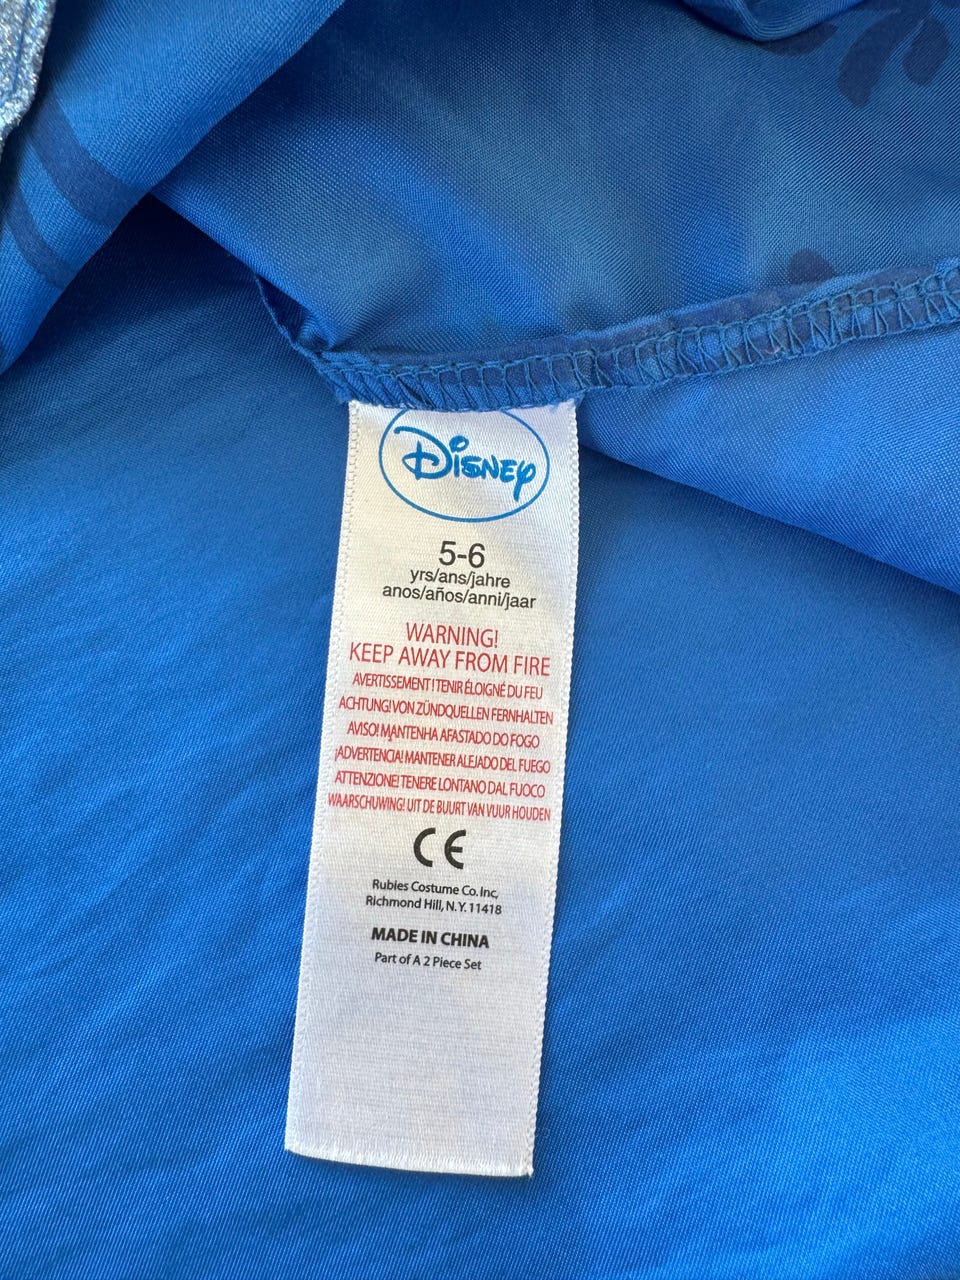 Disney
5-6
yrs/ans/jahre
anos/años/anni/jaar
WARNING!
KEEP AWAY FROM FIRE
AVERTISSEMENT! TENIR ÉLOIGNÉ DU FEU
ACHTUNG! VON ZÜNDQUELLEN FERNHALTEN
AVISO! MANTENHA AFASTADO DO FOGO
¡ADVERTENCIA! MANTENER ALEJADO DEL FUEGO
ATTENZIONE! TENERE LONTANO DAL FUOCO
WAARSCHUWING! UIT DE BUURT VAN VUUR HOUDEN
CE
Rubies Costume Co. Inc,
Richmond Hill, N.Y. 11418
MADE IN CHINA
Part of A 2 Piece Set